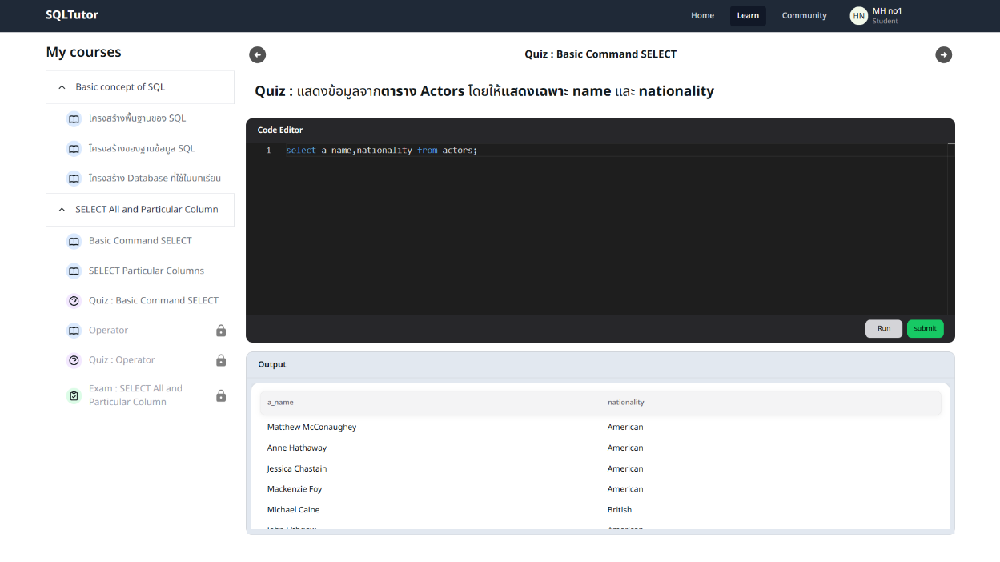 SQLTutor
Home
Learn
Community
HN
MH no1
Student
My courses
Basic concept of SQL
โครงสร้างพื้นฐานของ SQL
โครงสร้างของฐานข้อมูล SQL
โครงสร้าง Database ที่ใช้ในบทเรียน
SELECT All and Particular Column
Basic Command SELECT
SELECT Particular Columns
Quiz : Basic Command SELECT
Operator
Quiz : Operator
Exam : SELECT All and
Particular Column
Quiz : Basic Command SELECT
Quiz : แสดงข้อมูลจากตาราง Actors โดยให้แสดงเฉพาะ name และ nationality
Code Editor
1 select a_name,nationality from actors;
Run
submit
Output
a_name nationality
Matthew McConaughey American
Anne Hathaway American
Jessica Chastain American
Mackenzie Foy American
Michael Caine British
John Lithgow American